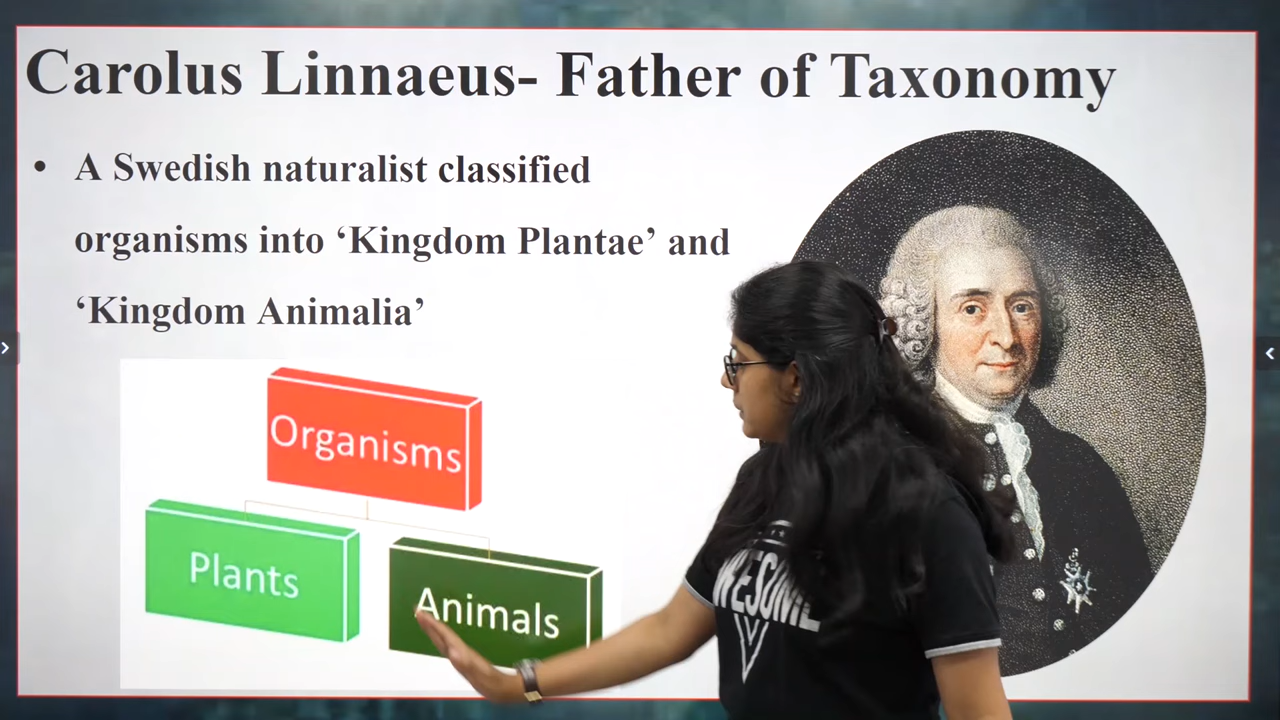 Carolus Linnaeus- Father of Taxonomy
• A Swedish naturalist classified
organisms into ‘Kingdom Plantae’ and
‘Kingdom Animalia’
Organisms
Plants
Animals